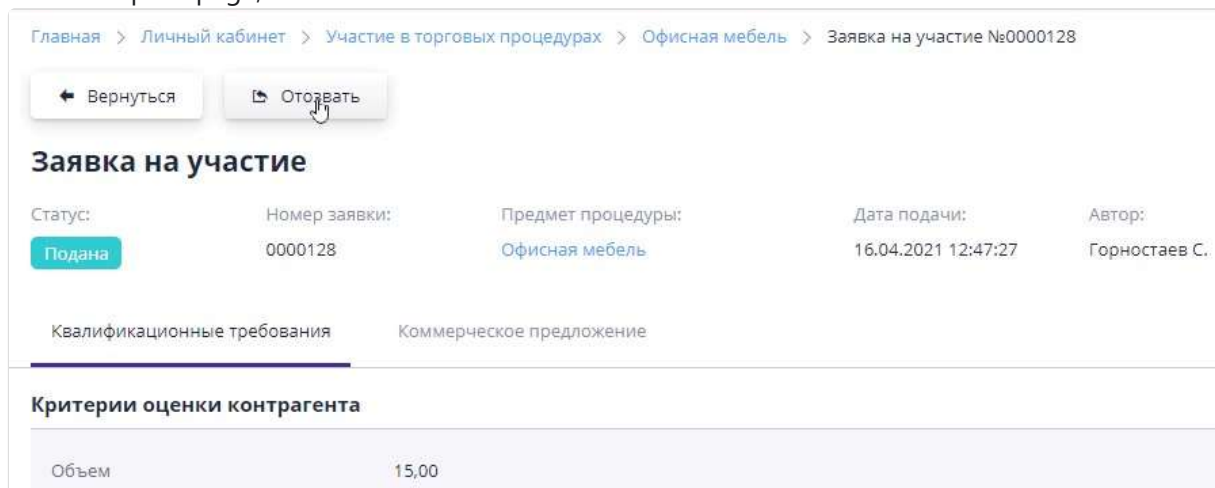 Главная > Личный кабинет > Участие в торговых процедурах > Офисная мебель > Заявка на участие №0000128
Вернуться Отозвать
Заявка на участие
Статус: Номер заявки: Предмет процедуры: Дата подачи: Автор:
Подана 0000128 Офисная мебель 16.04.2021 12:47:27 Горностаев С.
Квалификационные требования Коммерческое предложение
Критерии оценки контрагента
Объем 15,00